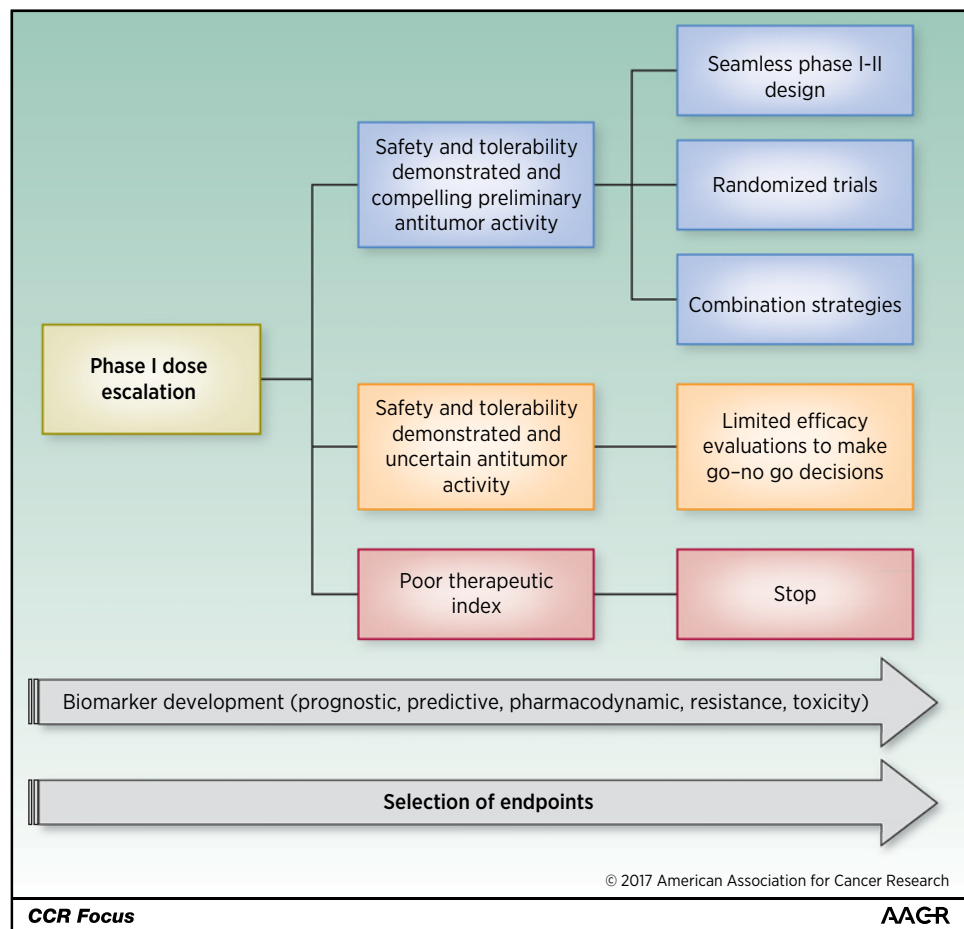 Phase I dose
escalation
Safety and tolerability
demonstrated and
compelling preliminary
antitumor activity
Seamless phase I-II
design
Randomized trials
Combination strategies
Safety and tolerability
demonstrated and
uncertain antitumor
activity
Limited efficacy
evaluations to make
go–no go decisions
Poor therapeutic
index
Stop
Biomarker development (prognostic, predictive, pharmacodynamic, resistance, toxicity)
Selection of endpoints
© 2017 American Association for Cancer Research
CCR Focus
AACR